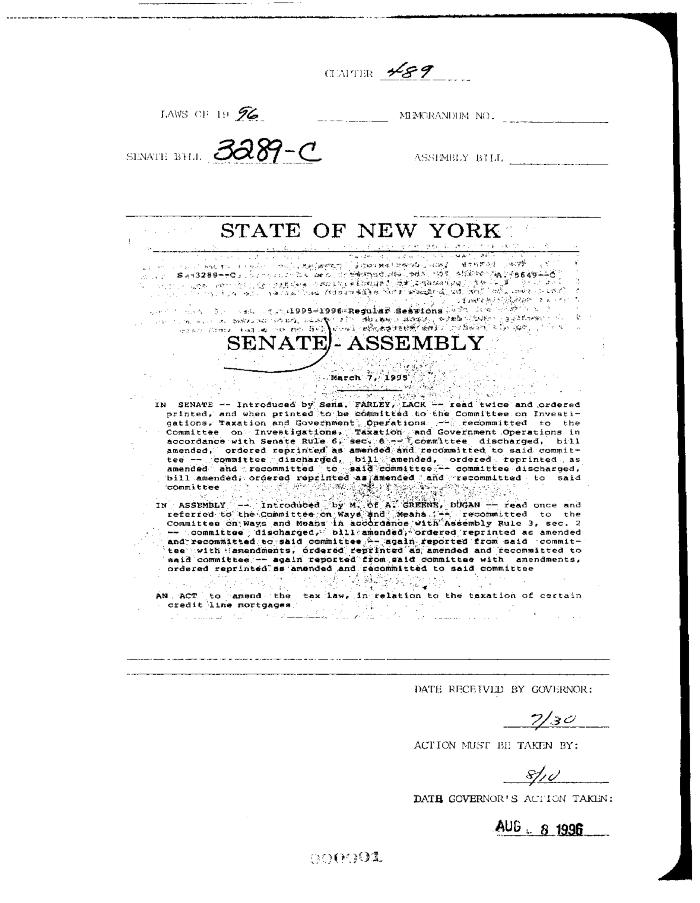 CHAPTER 489
LAWS OF 19 96 MEMORANDUM NO.
SENATE BILL 3289-C ASSEMBLY BILL
STATE OF NEW YORK
S. 3289--C A. 5649--C
1995-1996 Regular Sessions
SENATE - ASSEMBLY
March 7, 1995
IN SENATE -- Introduced by Sens. FARLEY, LACK -- read twice and ordered
printed, and when printed to be committed to the Committee on Investi-
gations, Taxation and Government Operations -- recommitted to the
Committee on Investigations, Taxation and Government Operations in
accordance with Senate Rule 6, sec. 8 -- committee discharged, bill
amended, ordered reprinted as amended and recommitted to said commit-
tee -- committee discharged, bill amended, ordered reprinted as
amended and recommitted to said committee -- committee discharged,
bill amended, ordered reprinted as amended and recommitted to said
committee
IN ASSEMBLY -- Introduced by M. of A. GREENE, DUGAN -- read once and
referred to the Committee on Ways and Means -- recommitted to the
Committee on Ways and Means in accordance with Assembly Rule 3, sec. 2
-- committee discharged, bill amended, ordered reprinted as amended
and recommitted to said committee -- again reported from said commit-
tee with amendments, ordered reprinted as amended and recommitted to
said committee -- again reported from said committee with amendments,
ordered reprinted as amended and recommitted to said committee
AN ACT to amend the tax law, in relation to the taxation of certain
credit line mortgages
DATE RECEIVED BY GOVERNOR:
7/30
ACTION MUST BE TAKEN BY:
8/10
DATE GOVERNOR'S ACTION TAKEN:
AUG 8 1996
000001